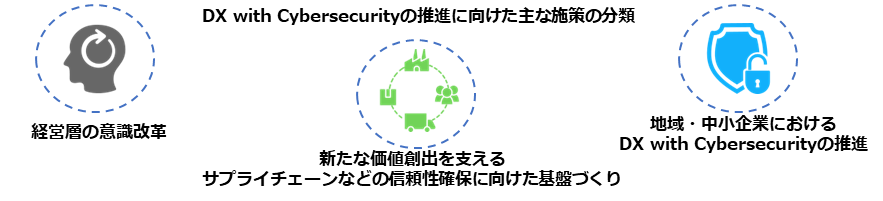 DX with Cybersecurityの推進に向けた主な施策の分類
経営層の意識改革
新たな価値創出を支える
サプライチェーンなどの信頼性確保に向けた基盤づくり
地域・中小企業における
DX with Cybersecurityの推進